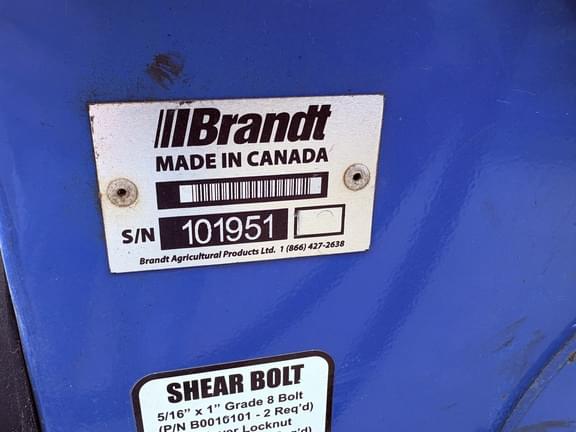 Brandt
MADE IN CANADA
S/N 101951
Brandt Agricultural Products Ltd. 1 (866) 427-2638
SHEAR BOLT
5/16" x 1" Grade 8 Bolt
(P/N B0016101 - 2 Req'd)
Locknut